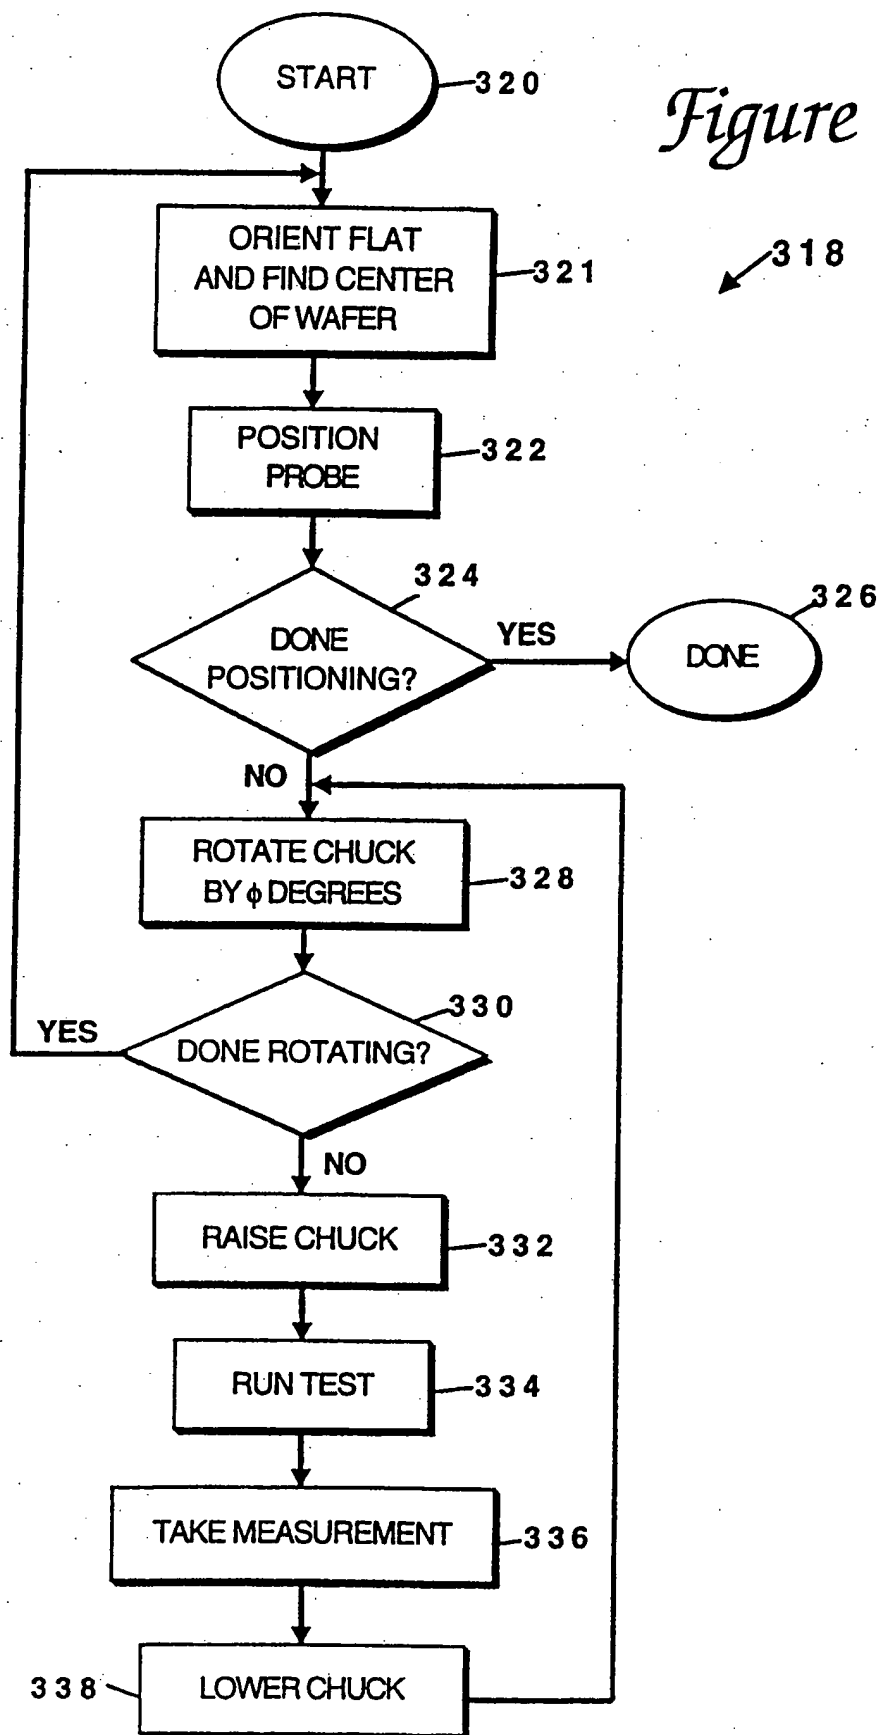 START
320
Figure
318
ORIENT FLAT
AND FIND CENTER
OF WAFER
321
POSITION
PROBE
322
324
DONE
POSITIONING?
YES
326
DONE
NO
ROTATE CHUCK
BY ϕ DEGREES
328
330
YES
DONE ROTATING?
NO
RAISE CHUCK
332
RUN TEST
334
TAKE MEASUREMENT
336
338
LOWER CHUCK